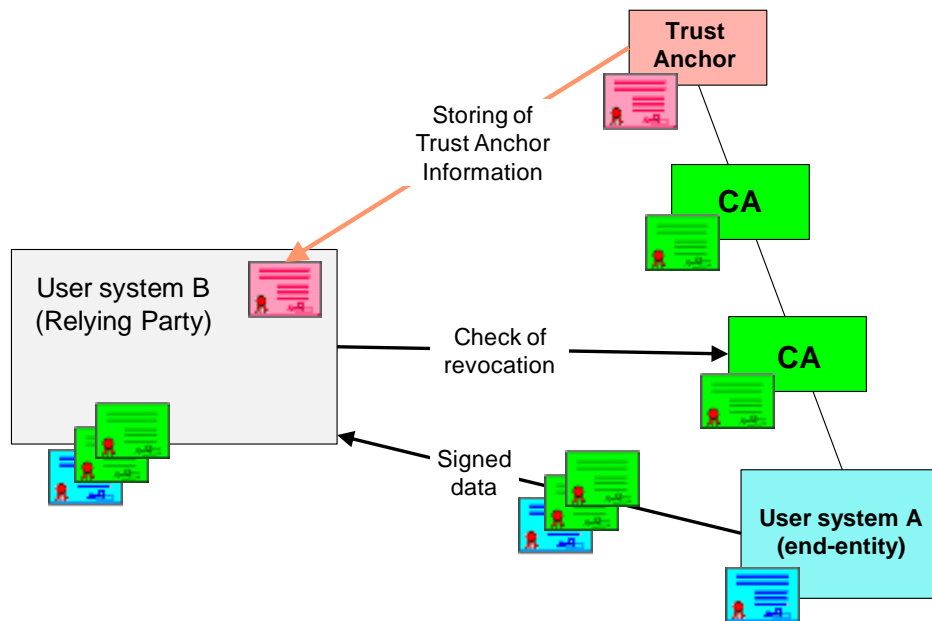 Trust
Anchor
Storing of
Trust Anchor
Information
CA
User system B
(Relying Party)
Check of
revocation
CA
Signed
data
User system A
(end-entity)